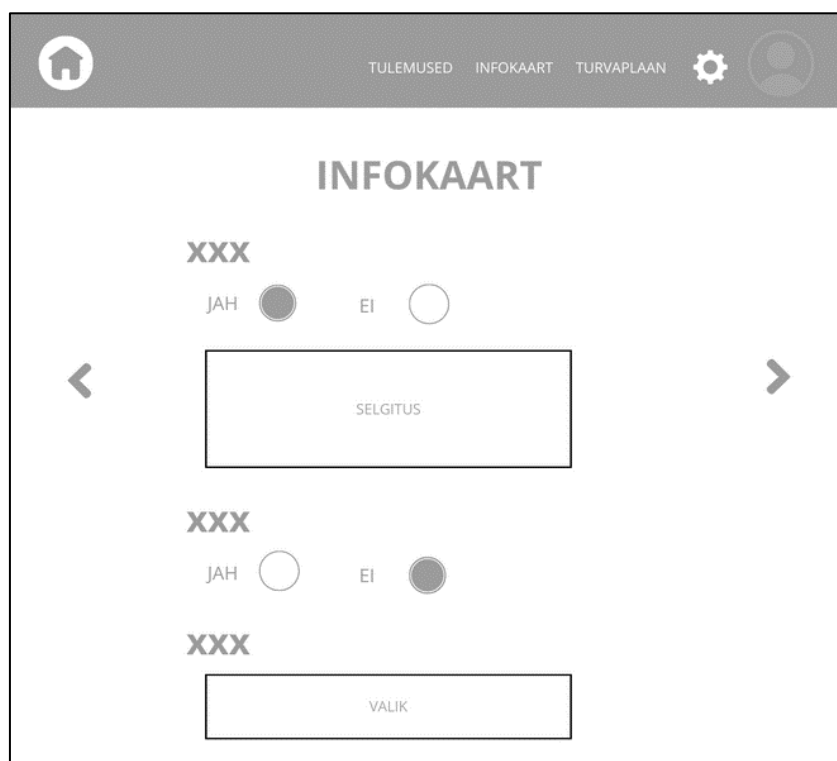 TULEMUSED INFOKAART TURVAPLAAN
INFOKAART
XXX
JAH EI
SELGITUS
XXX
JAH EI
XXX
VALIK